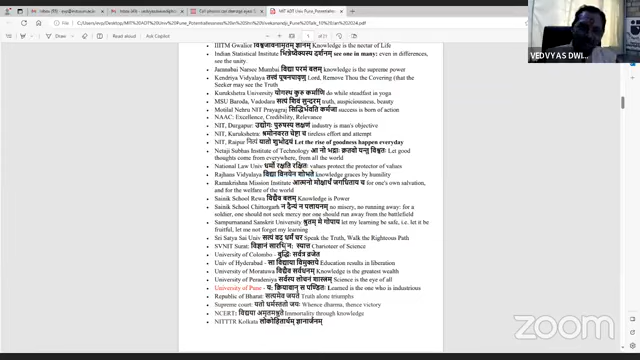 VEDVYAS DWI...
1 of 21
• IIITM Gwalior विश्वजीवनामृतम् ज्ञानम् Knowledge is the nectar of Life
• Indian Statistical Institute भिन्नेष्वैक्यस्य दर्शनम् see one in many: even in differences,
see the unity.
• Jamnabai Narsee Mumbai विद्या परमं बलम् knowledge is the supreme power
• Kendriya Vidyalaya तत्त्वं पूषनपावृणु Lord, Remove Thou the Covering (that the
Seeker may see the Truth
• Kurukshetra University योगस्थः कुरु कर्माणि do while steadfast in yoga
• MSU Baroda, Vadodara सत्यं शिवं सुन्दरम् truth, auspiciousness, beauty
• Motilal Nehru NIT Prayagraj सिद्धिर्भवति कर्मजा success is born of action
• NAAC: Excellence, Credibility, Relevance
• NIT, Durgapur: उद्योगः पुरुषस्य लक्षणं industry is man's objective
• NIT, Kurukshetra: श्रमोनवरत चेष्टा च tireless effort and attempt
• NIT, Raipur नित्यं यातो शुभोदयं Let the rise of goodness happen everyday
• Netaji Subhas Institute of Technology आ नो भद्राः क्रतवो यन्तु विश्वतः Let good
thoughts come from everywhere, from all the world
• National Law Univ धर्मो रक्षति रक्षितः values protect the protector of values
• Rajhans Vidyalaya विद्या विनयेन शोभते knowledge graces by humility
• Ramakrishna Mission Institute आत्मनो मोक्षार्थं जगद्धिताय च for one's own salvation, and
for the welfare of the world
• Sainik School Rewa विद्यैव बलम् Knowledge is Power
• Sainik School Chittorgarh न दैन्यं न पलायनम् no misery, no running away: for a
soldier, one should not seek mercy nor one should run away from the battlefield
• Sampurnanand Sanskrit University श्रुतम् मे गोपाय let my learning be safe, i.e. let it be
fruitful, let me not forget my learning
• Sri Satya Sai Univ सत्यं वद धर्मं चर Speak the Truth, Walk the Righteous Path
• SVNIT Surat: विज्ञानं सारथि नः स्यात् Charioteer of Science
• University of Colombo - बुद्धिः सर्वत्र भ्राजते
• Univ of Hyderabad - सा विद्या या विमुक्तये Education results in liberation
• University of Moratuwa विद्यैव सर्वधनम् Knowledge is the greatest wealth
• University of Peradeniya सर्वस्य लोचनं शास्त्रम् Science is the eye of all
• University of Pune - यः क्रियावान् स पण्डितः Learned is the one who is industrious
• Republic of Bharat: सत्यमेव जयते Truth alone triumphs
• Supreme court: यतो धर्मस्ततो जयः Whence dharma, thence victory
• NCERT: विद्यया अमृतमश्नुते Immortality through knowledge
• NITTTR Kolkata लोकोहितार्थम् ज्ञानार्जनम्
zoom